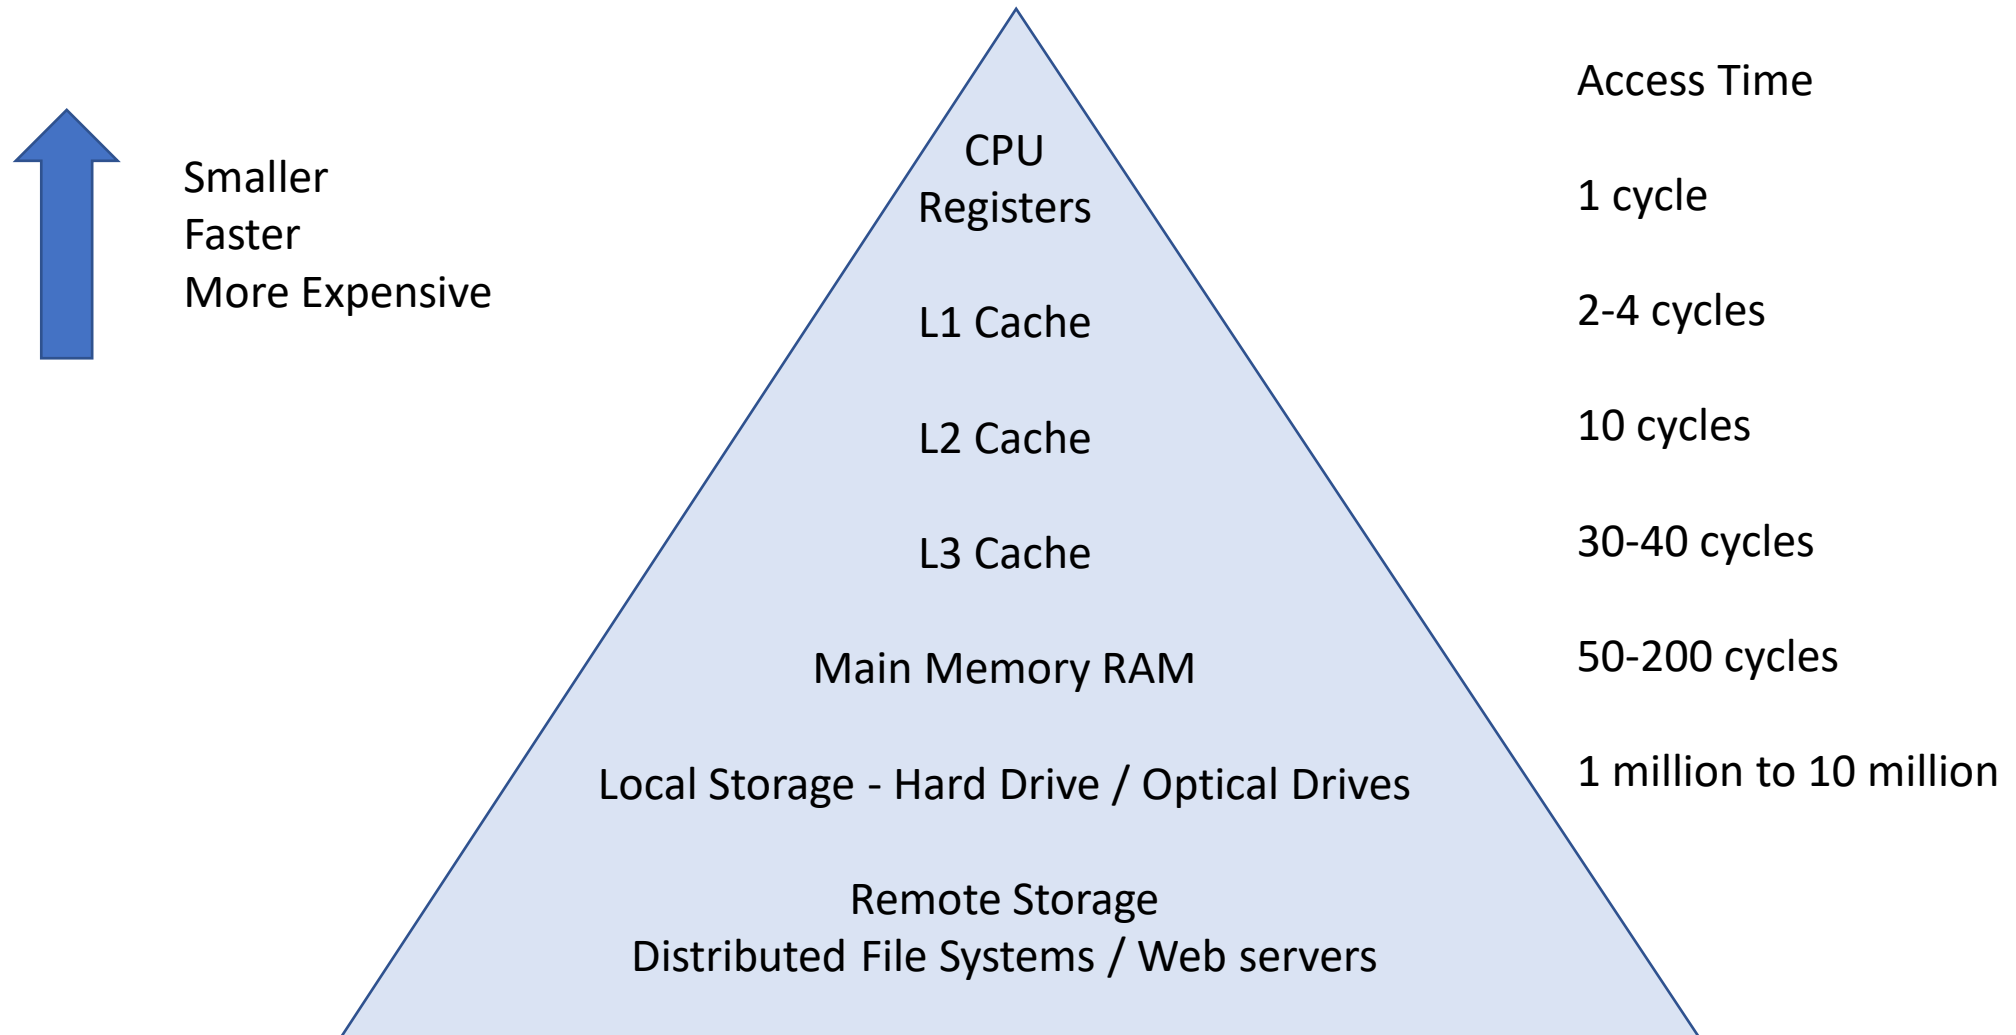 Smaller
Faster
More Expensive
CPU
Registers
L1 Cache
L2 Cache
L3 Cache
Main Memory RAM
Local Storage - Hard Drive / Optical Drives
Remote Storage
Distributed File Systems / Web servers
Access Time
1 cycle
2-4 cycles
10 cycles
30-40 cycles
50-200 cycles
1 million to 10 million